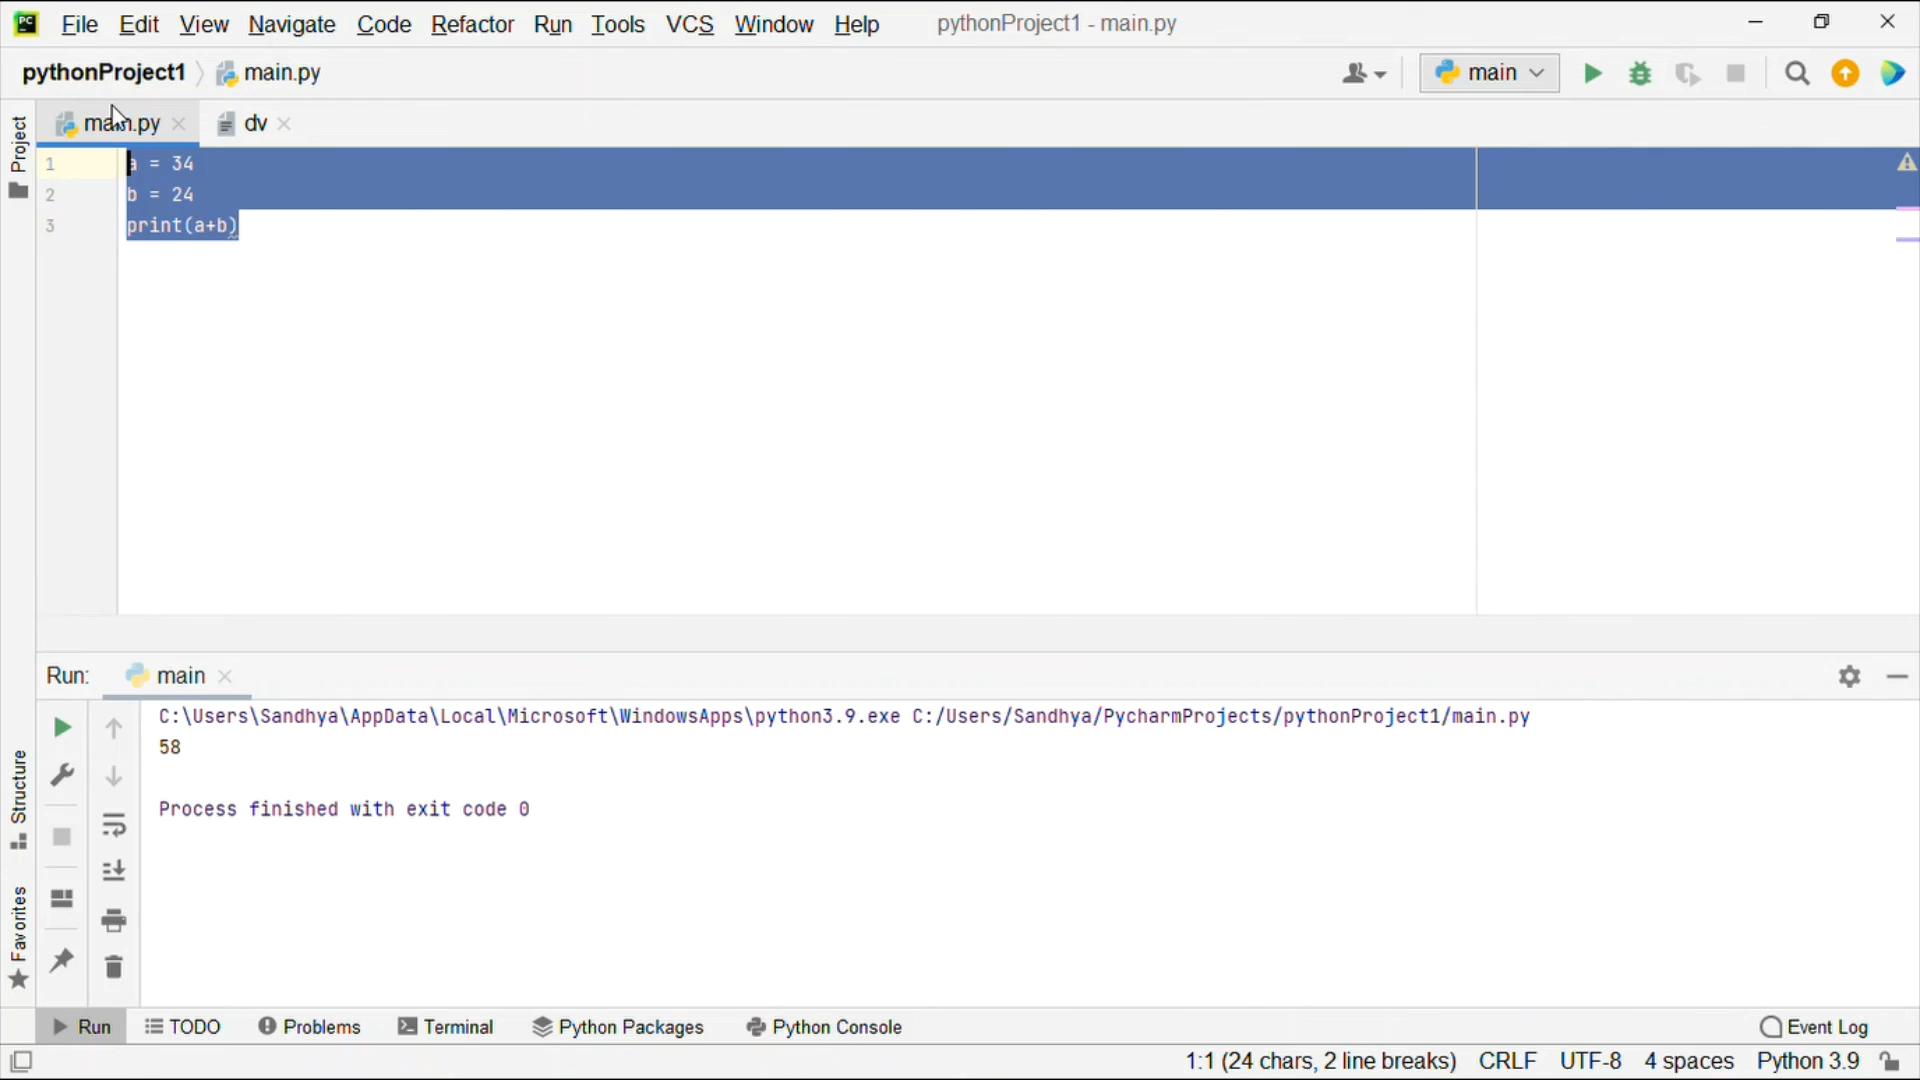 PC File Edit View Navigate Code Refactor Run Tools VCS Window Help pythonProject1 - main.py
pythonProject1 main.py main
main.py dv
Project
1 a = 34
2 b = 24
3 print(a+b)
Run: main
C:\Users\Sandhya\AppData\Local\Microsoft\WindowsApps\python3.9.exe C:/Users/Sandhya/PycharmProjects/pythonProject1/main.py
58
Process finished with exit code 0
Structure
Favorites
Run TODO Problems Terminal Python Packages Python Console Event Log
1:1 (24 chars, 2 line breaks) CRLF UTF-8 4 spaces Python 3.9